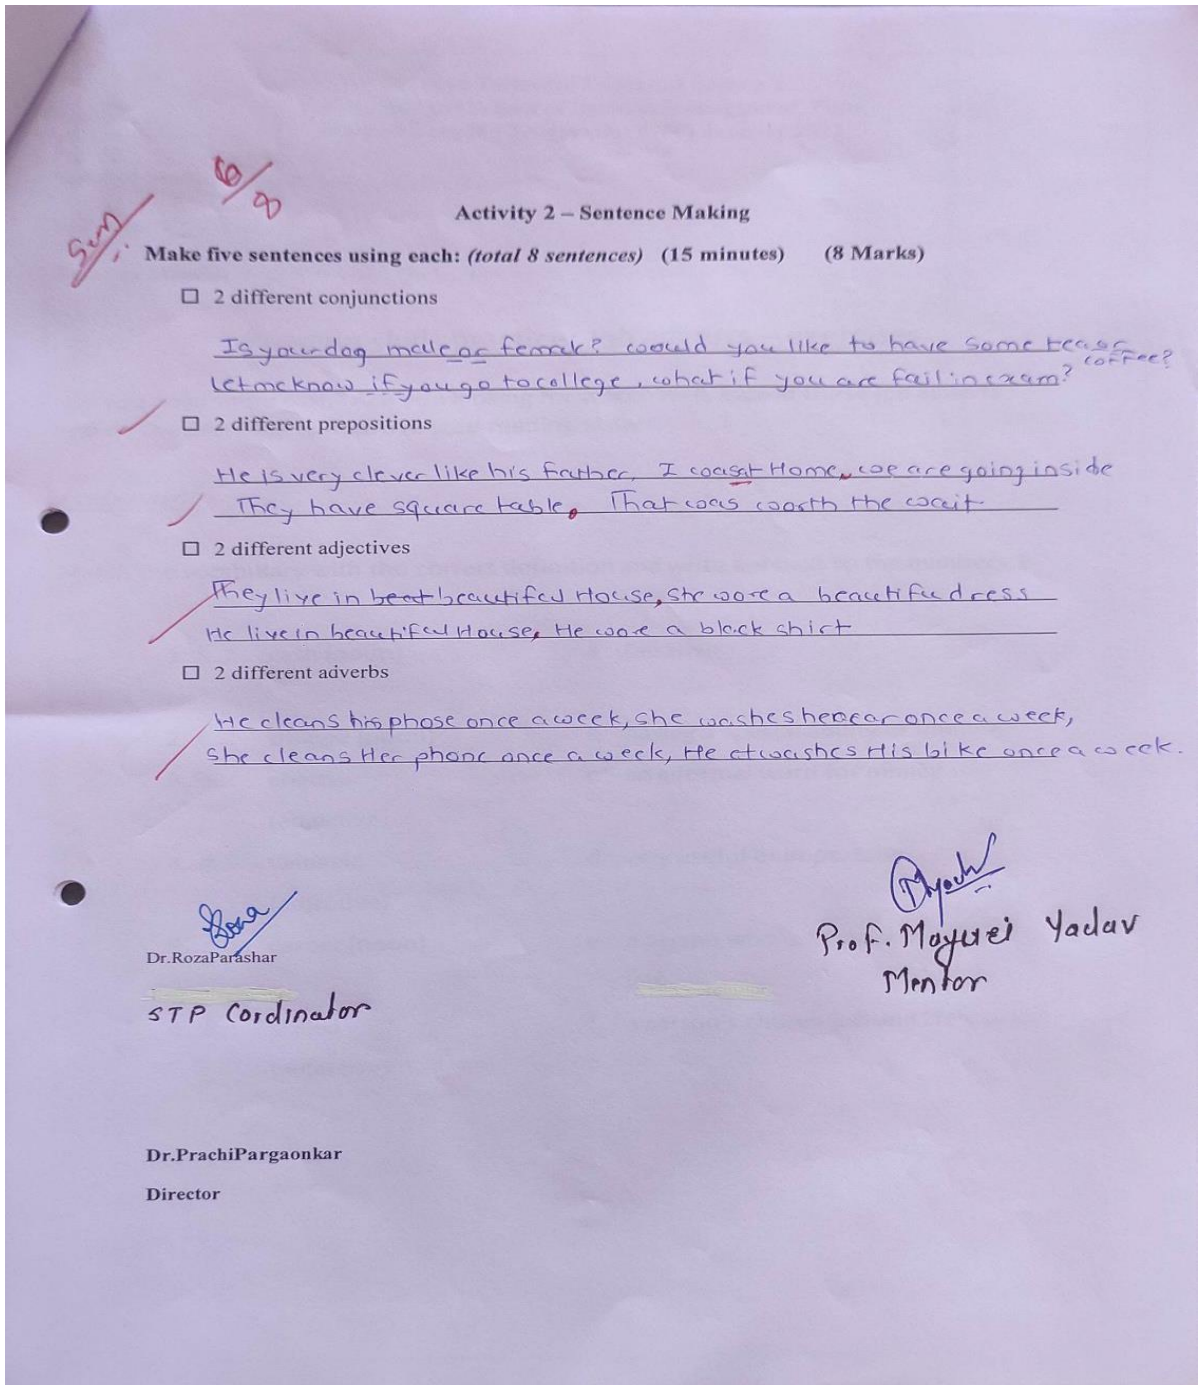 6/8
Activity 2 – Sentence Making
Make five sentences using each: (total 8 sentences) (15 minutes) (8 Marks)
☐ 2 different conjunctions
Is your dog male or female? would you like to have some tea or
coffee?
let me know if you go to college, what if you are fail in exam?
☐ 2 different prepositions
He is very clever like his father, I was at Home, we are going inside
They have square table. That was worth the wait
☐ 2 different adjectives
They live in beat beautiful House, she wore a beautiful dress
He live in beautiful House, He wore a black shirt
☐ 2 different adverbs
He cleans his phose once a week, she washes hear car once a week,
She cleans Her phone once a week, He washes His bike once a week.
Dr.RozaParashar
Prof. Mayuri Yadav
Mentor
STP Cordinator
Dr.PrachiPargaonkar
Director